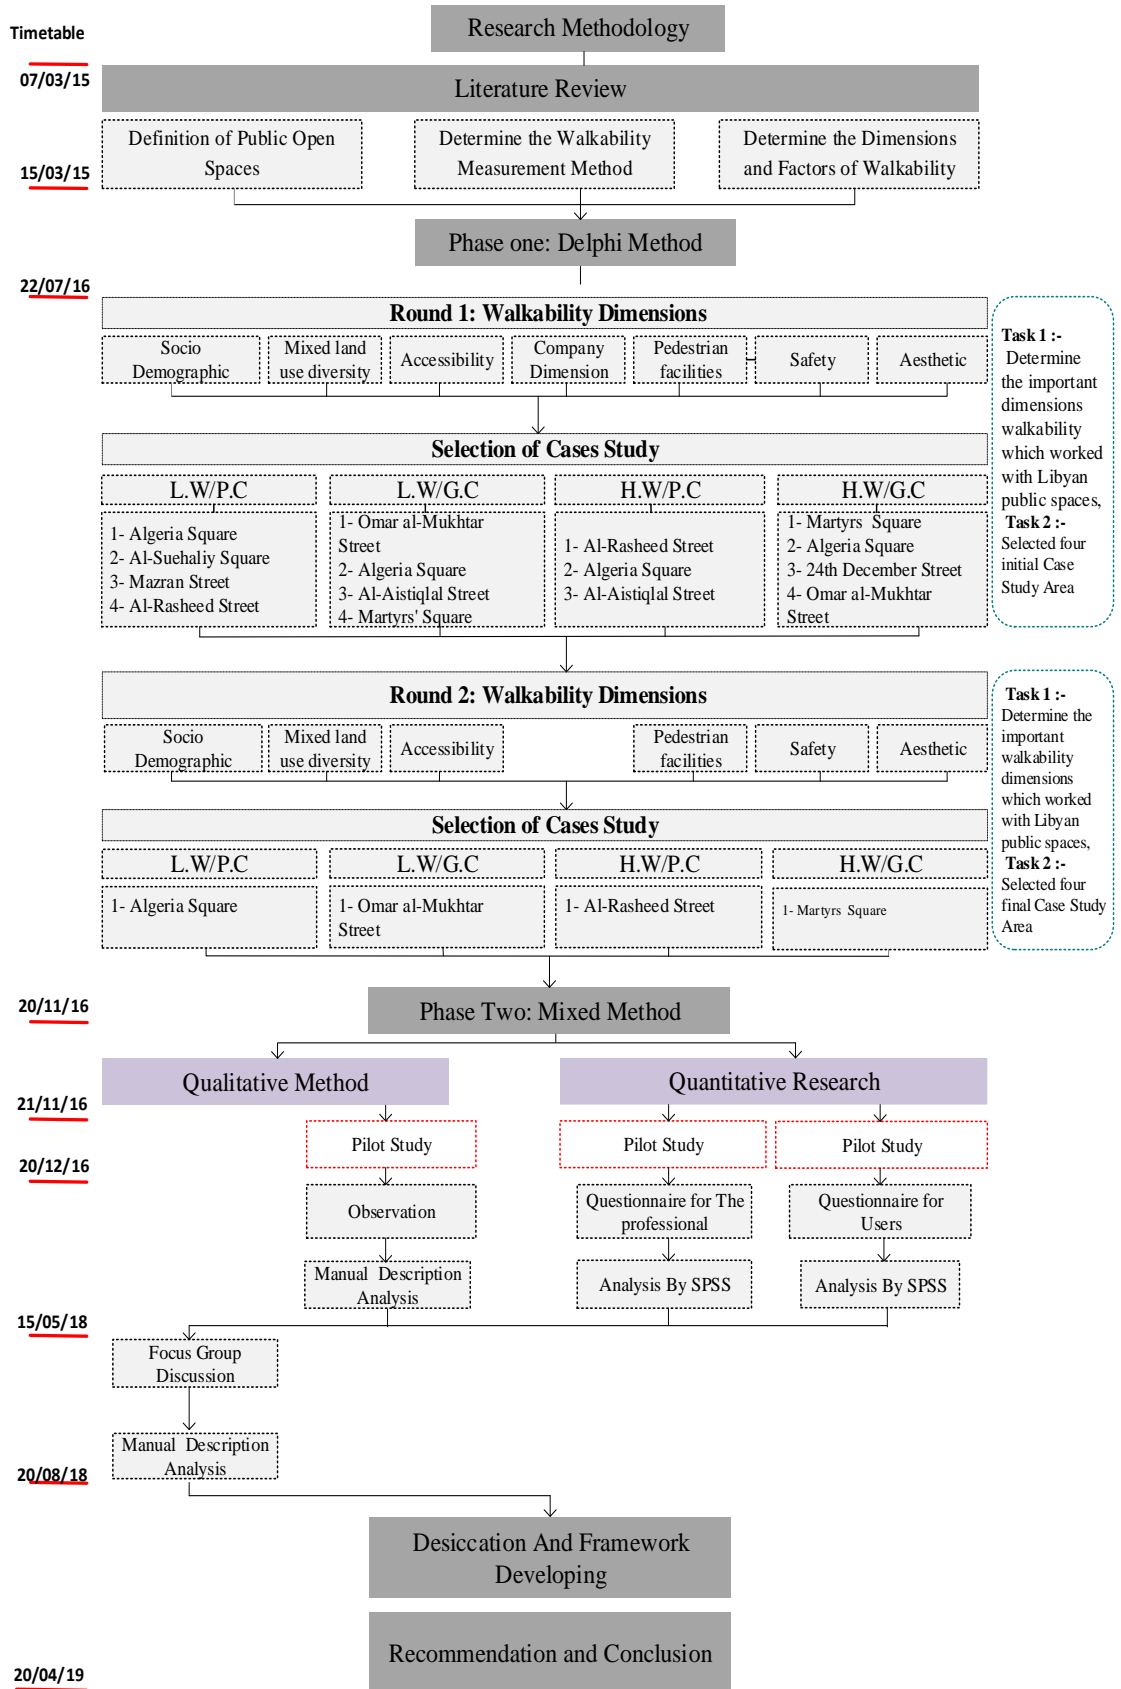 Research Methodology
Timetable
07/03/15
Literature Review
Definition of Public Open
Spaces
Determine the Walkability
Measurement Method
Determine the Dimensions
and Factors of Walkability
15/03/15
Phase one: Delphi Method
22/07/16
Round 1: Walkability Dimensions
Socio
Demographic
Mixed land
use diversity
Accessibility
Company
Dimension
Pedestrian
facilities
Safety
Aesthetic
Task 1 :-
Determine
the important
dimensions
walkability
which worked
with Libyan
public spaces,
Task 2 :-
Selected four
initial Case
Study Area
Selection of Cases Study
L.W/P.C
L.W/G.C
H.W/P.C
H.W/G.C
1- Algeria Square
2- Al-Suehaliy Square
3- Mazran Street
4- Al-Rasheed Street
1- Omar al-Mukhtar
Street
2- Algeria Square
3- Al-Aistiqlal Street
4- Martyrs' Square
1- Al-Rasheed Street
2- Algeria Square
3- Al-Aistiqlal Street
1- Martyrs Square
2- Algeria Square
3- 24th December Street
4- Omar al-Mukhtar
Street
Round 2: Walkability Dimensions
Socio
Demographic
Mixed land
use diversity
Accessibility
Pedestrian
facilities
Safety
Aesthetic
Task 1 :-
Determine the
important
walkability
dimensions
which worked
with Libyan
public spaces,
Task 2 :-
Selected four
final Case Study
Area
Selection of Cases Study
L.W/P.C
L.W/G.C
H.W/P.C
H.W/G.C
1- Algeria Square
1- Omar al-Mukhtar
Street
1- Al-Rasheed Street
1- Martyrs Square
20/11/16
Phase Two: Mixed Method
Qualitative Method
Quantitative Research
21/11/16
Pilot Study
Pilot Study
Pilot Study
20/12/16
Observation
Questionnaire for The
professional
Questionnaire for
Users
Manual Description
Analysis
Analysis By SPSS
Analysis By SPSS
15/05/18
Focus Group
Discussion
Manual Description
Analysis
20/08/18
Desiccation And Framework
Developing
Recommendation and Conclusion
20/04/19